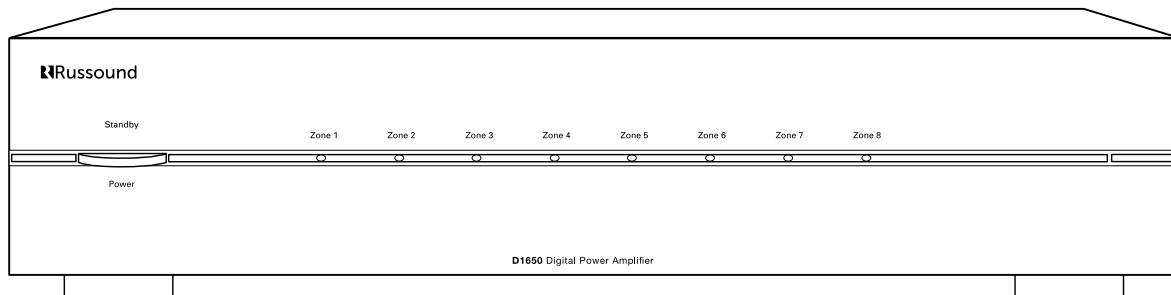 Russound
Standby
Zone 1 Zone 2 Zone 3 Zone 4 Zone 5 Zone 6 Zone 7 Zone 8
Power
D1650 Digital Power Amplifier